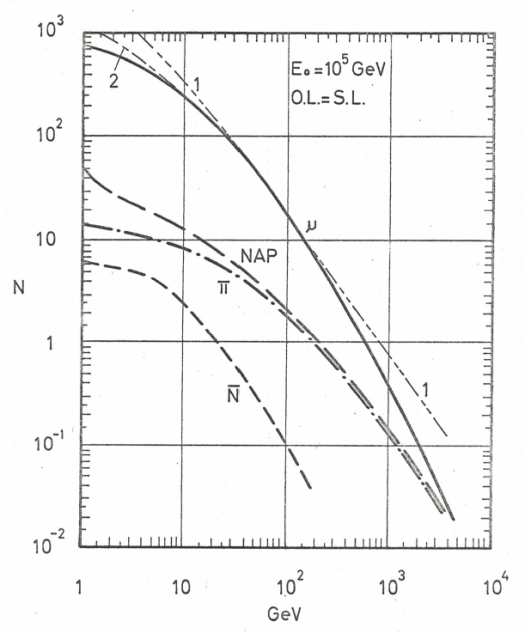 10³
E₀=10⁵ GeV
O.L.=S.L.
1
2
10²
μ
10
NAP
π̅
N
1
N̅
1
10⁻¹
10⁻²
1
10
10²
10³
10⁴
GeV